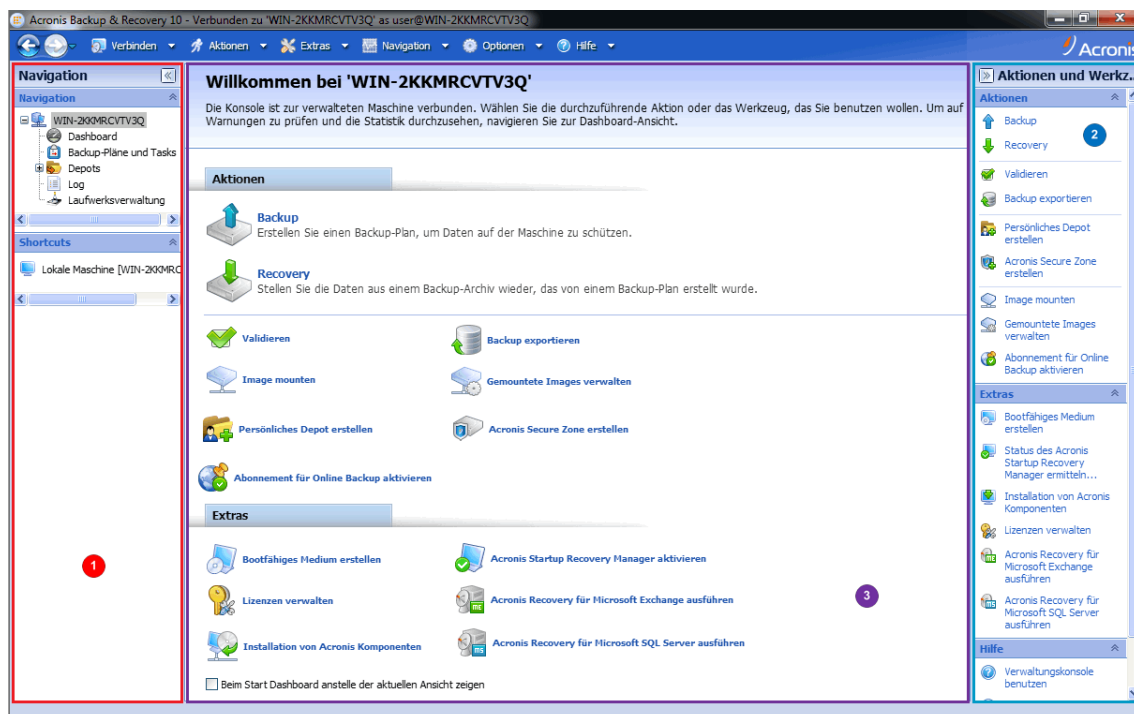 Acronis Backup & Recovery 10 - Verbunden zu 'WIN-2KKMRCVTV3Q' as user@WIN-2KKMRCVTV3Q
Verbinden
Aktionen
Extras
Navigation
Optionen
Hilfe
Acronis
Navigation
Navigation
WIN-2KKMRCVTV3Q
Dashboard
Backup-Pläne und Tasks
Depots
Log
Laufwerksverwaltung
Shortcuts
Lokale Maschine [WIN-2KKMRC
1
Willkommen bei 'WIN-2KKMRCVTV3Q'
Die Konsole ist zur verwalteten Maschine verbunden. Wählen Sie die durchzuführende Aktion oder das Werkzeug, das Sie benutzen wollen. Um auf
Warnungen zu prüfen und die Statistik durchzusehen, navigieren Sie zur Dashboard-Ansicht.
Aktionen
Backup
Erstellen Sie einen Backup-Plan, um Daten auf der Maschine zu schützen.
Recovery
Stellen Sie die Daten aus einem Backup-Archiv wieder, das von einem Backup-Plan erstellt wurde.
Validieren
Backup exportieren
Image mounten
Gemountete Images verwalten
Persönliches Depot erstellen
Acronis Secure Zone erstellen
Abonnement für Online Backup aktivieren
Extras
Bootfähiges Medium erstellen
Acronis Startup Recovery Manager aktivieren
Lizenzen verwalten
Acronis Recovery für Microsoft Exchange ausführen
3
Installation von Acronis Komponenten
Acronis Recovery für Microsoft SQL Server ausführen
Beim Start Dashboard anstelle der aktuellen Ansicht zeigen
Aktionen und Werkz..
Aktionen
Backup
2
Recovery
Validieren
Backup exportieren
Persönliches Depot
erstellen
Acronis Secure Zone
erstellen
Image mounten
Gemountete Images
verwalten
Abonnement für Online
Backup aktivieren
Extras
Bootfähiges Medium
erstellen
Status des Acronis
Startup Recovery
Manager ermitteln...
Installation von Acronis
Komponenten
Lizenzen verwalten
Acronis Recovery für
Microsoft Exchange
ausführen
Acronis Recovery für
Microsoft SQL Server
ausführen
Hilfe
Verwaltungskonsole
benutzen